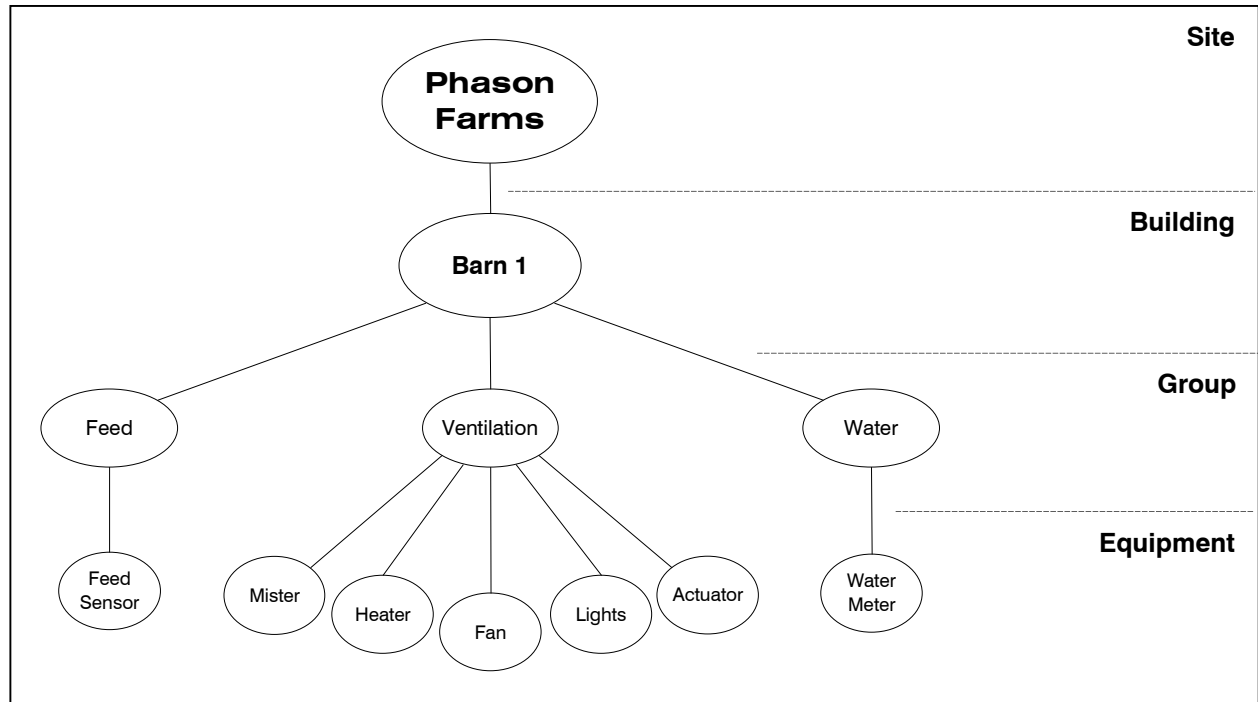 Site
Phason
Farms
Building
Barn 1
Group
Feed
Ventilation
Water
Equipment
Feed
Sensor
Mister
Heater
Fan
Lights
Actuator
Water
Meter